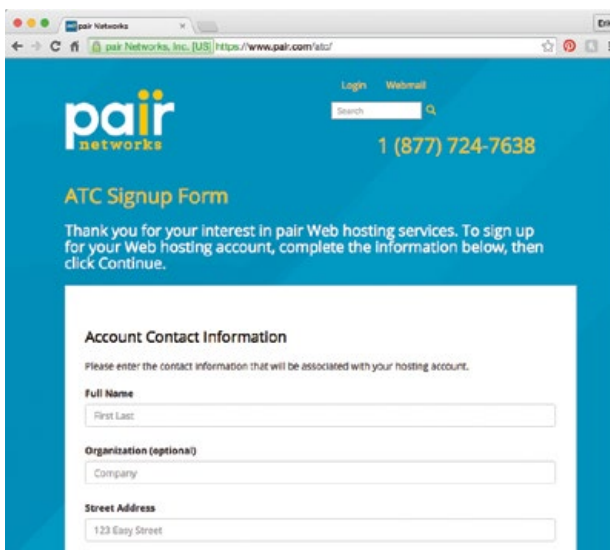 pair Networks
Erik
pair Networks, Inc. [US] https://www.pair.com/atc/
Login Webmail
Search
pair
networks
1 (877) 724-7638
ATC Signup Form
Thank you for your interest in pair Web hosting services. To sign up
for your Web hosting account, complete the information below, then
click Continue.
Account Contact Information
Please enter the contact information that will be associated with your hosting account.
Full Name
First Last
Organization (optional)
Company
Street Address
123 Easy Street